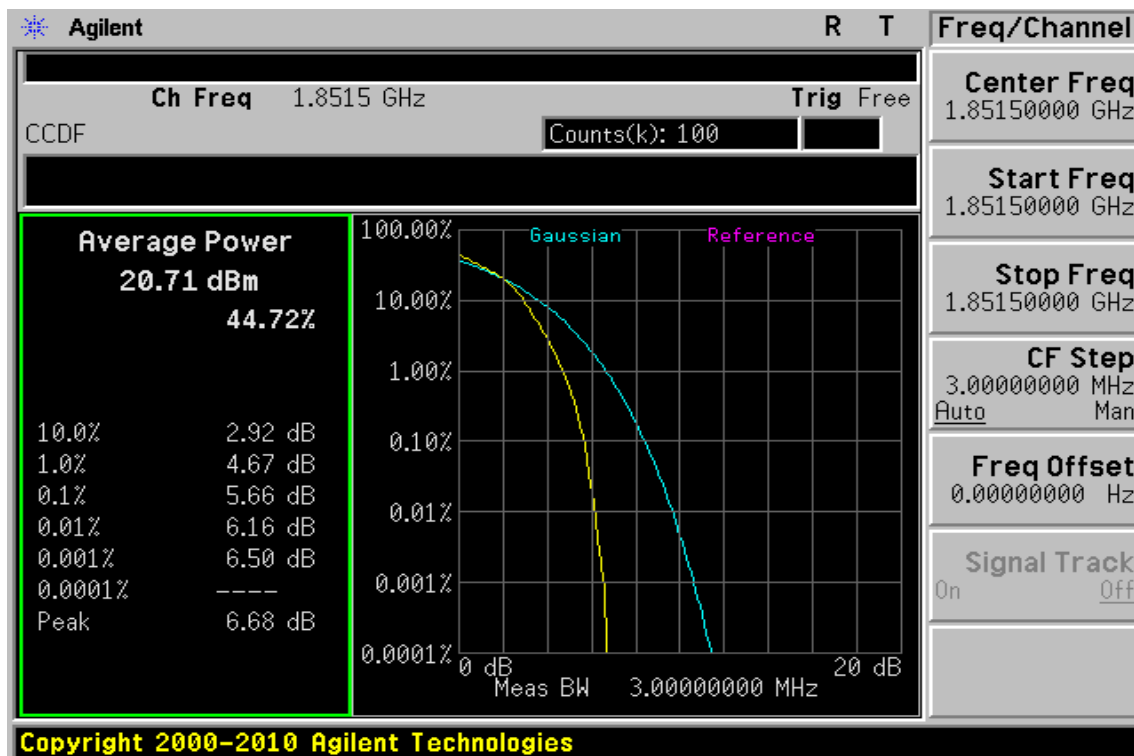 Agilent R T
Ch Freq 1.8515 GHz Trig Free
CCDF Counts(k): 100
Average Power
20.71 dBm
44.72%
10.0% 2.92 dB
1.0% 4.67 dB
0.1% 5.66 dB
0.01% 6.16 dB
0.001% 6.50 dB
0.0001% ----
Peak 6.68 dB
Gaussian Reference
100.00%
10.00%
1.00%
0.10%
0.01%
0.001%
0.0001%
0 dB 20 dB
Meas BW 3.00000000 MHz
Freq/Channel
Center Freq
1.85150000 GHz
Start Freq
1.85150000 GHz
Stop Freq
1.85150000 GHz
CF Step
3.00000000 MHz
Auto Man
Freq Offset
0.00000000 Hz
Signal Track
On Off
Copyright 2000-2010 Agilent Technologies